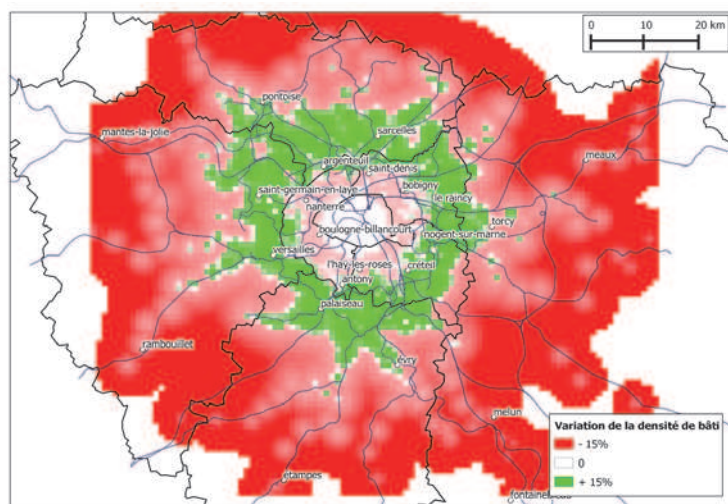 0 10 20 km
pontoise
mantes-la-jolie
sarcelles
meaux
argenteuil
saint-denis
saint-germain-en-laye
bobigny
le raincy
nanterre
torcy
boulogne-billancourt
nogent-sur-marne
versailles
l'hay-les-roses
créteil
antony
palaiseau
rambouillet
évry
melun
Variation de la densité de bâti
- 15%
0
+ 15%
étampes